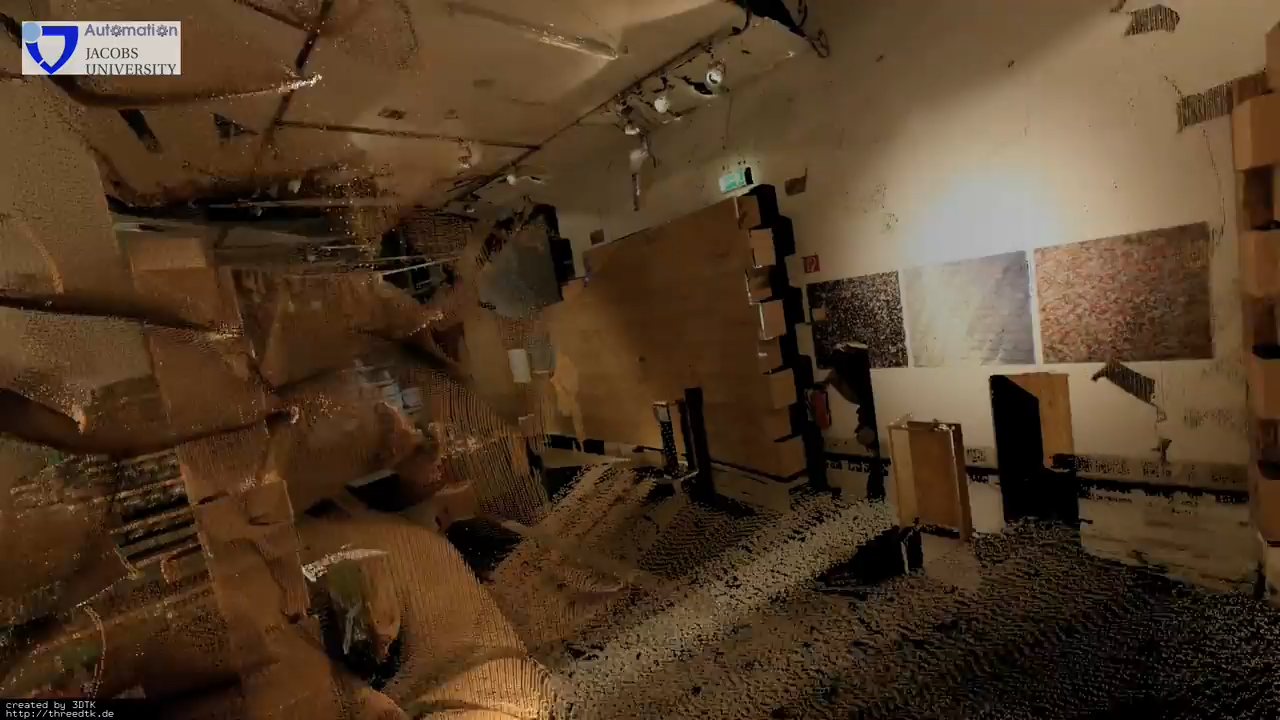 Automation
JACOBS
UNIVERSITY
created by 3DTK
http://threedtk.de